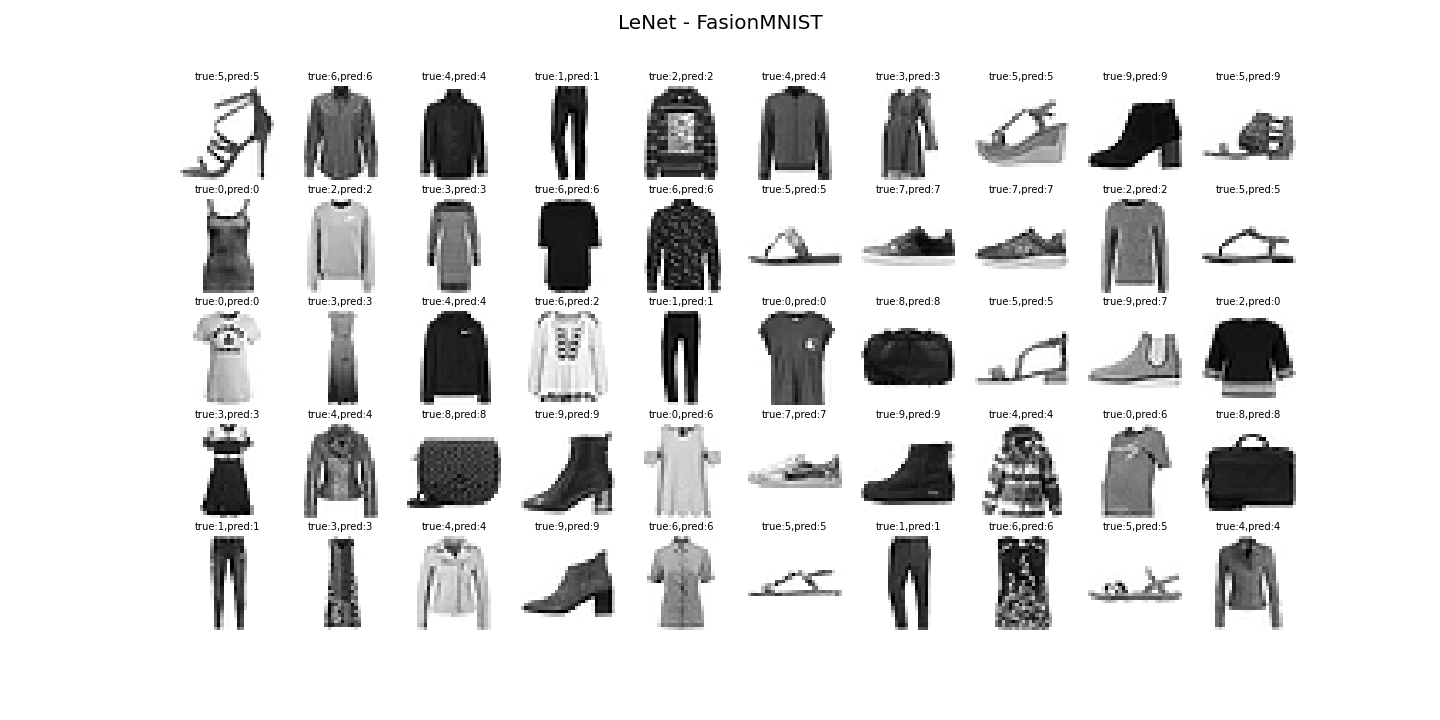 LeNet - FasionMNIST
true:5,pred:5 true:6,pred:6 true:4,pred:4 true:1,pred:1 true:2,pred:2 true:4,pred:4 true:3,pred:3 true:5,pred:5 true:9,pred:9 true:5,pred:9
true:0,pred:0 true:2,pred:2 true:3,pred:3 true:6,pred:6 true:6,pred:6 true:5,pred:5 true:7,pred:7 true:7,pred:7 true:2,pred:2 true:5,pred:5
true:0,pred:0 true:3,pred:3 true:4,pred:4 true:6,pred:2 true:1,pred:1 true:0,pred:0 true:8,pred:8 true:5,pred:5 true:9,pred:7 true:2,pred:0
true:3,pred:3 true:4,pred:4 true:8,pred:8 true:9,pred:9 true:0,pred:6 true:7,pred:7 true:9,pred:9 true:4,pred:4 true:0,pred:6 true:8,pred:8
true:1,pred:1 true:3,pred:3 true:4,pred:4 true:9,pred:9 true:6,pred:6 true:5,pred:5 true:1,pred:1 true:6,pred:6 true:5,pred:5 true:4,pred:4